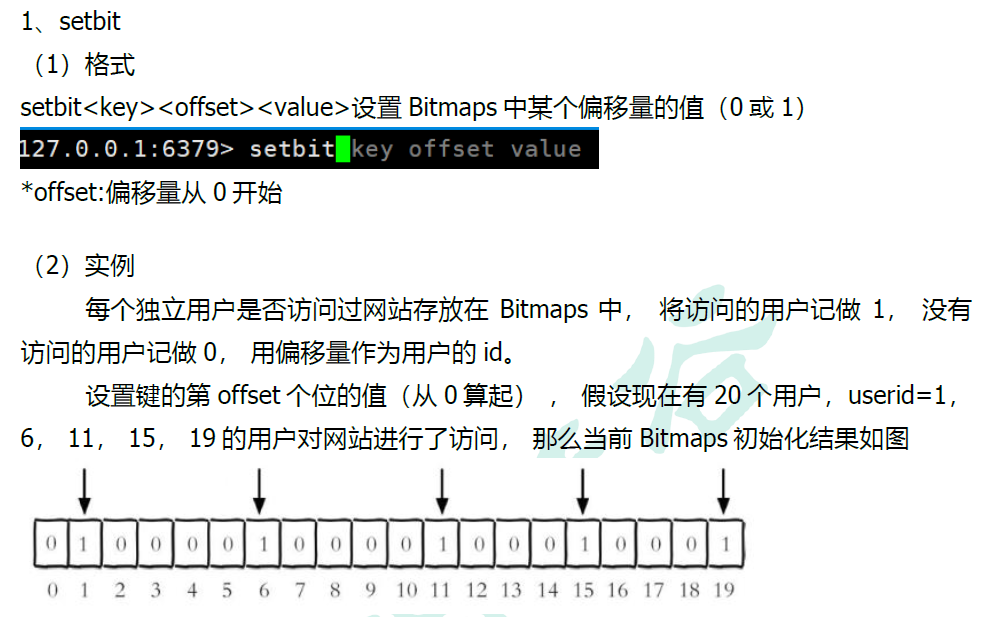 1、setbit
（1）格式
setbit<key><offset><value>设置 Bitmaps 中某个偏移量的值（0 或 1）
127.0.0.1:6379> setbit key offset value
*offset:偏移量从 0 开始
（2）实例
每个独立用户是否访问过网站存放在 Bitmaps 中， 将访问的用户记做 1， 没有
访问的用户记做 0， 用偏移量作为用户的 id。
设置键的第 offset 个位的值（从 0 算起） ， 假设现在有 20 个用户，userid=1，
6， 11， 15， 19 的用户对网站进行了访问， 那么当前 Bitmaps 初始化结果如图
0 1 0 0 0 0 1 0 0 0 0 1 0 0 0 1 0 0 0 1
0 1 2 3 4 5 6 7 8 9 10 11 12 13 14 15 16 17 18 19